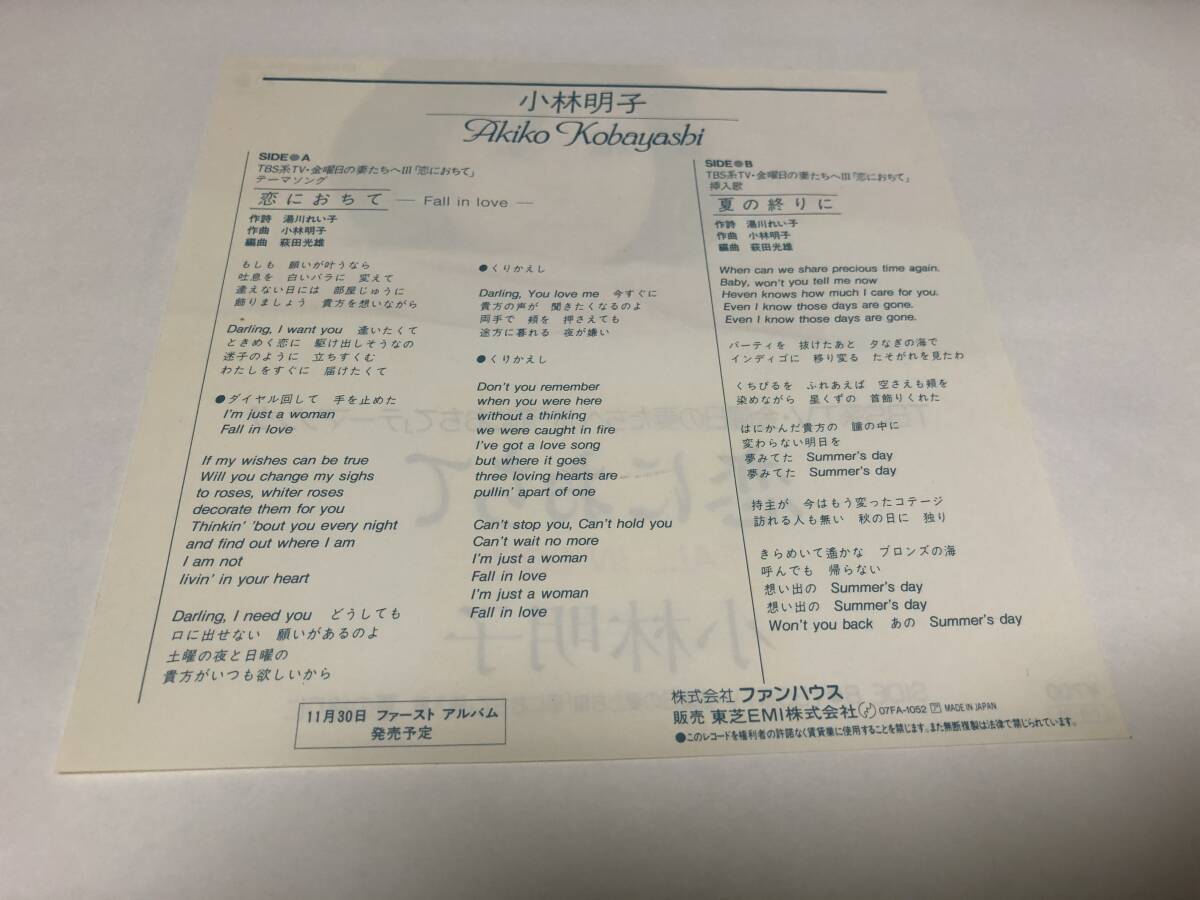 小林明子
Akiko Kobayashi
SIDE●A
TBS系TV・金曜日の妻たちへIII「恋におちて」
テーマソング
恋におちて — Fall in love —
作詩 湯川れい子
作曲 小林明子
編曲 萩田光雄
もしも 願いが叶うなら
吐息を 白いバラに 変えて
逢えない日には 部屋じゅうに
飾りましょう 貴方を想いながら
Darling, I want you 逢いたくて
ときめく恋に 駆け出しそうなの
迷子のように 立ちすくむ
わたしをすぐに 届けたくて
●ダイヤル回して 手を止めた
I'm just a woman
Fall in love
If my wishes can be true
Will you change my sighs
to roses, whiter roses
decorate them for you
Thinkin' 'bout you every night
and find out where I am
I am not
livin' in your heart
Darling, I need you どうしても
口に出せない 願いがあるのよ
土曜の夜と日曜の
貴方がいつも欲しいから
●くりかえし
Darling, You love me 今すぐに
貴方の声が 聞きたくなるのよ
両手で 頬を 押さえても
途方に暮れる 夜が嫌い
●くりかえし
Don't you remember
when you were here
without a thinking
we were caught in fire
I've got a love song
but where it goes
three loving hearts are
pullin' apart of one
Can't stop you, Can't hold you
Can't wait no more
I'm just a woman
Fall in love
I'm just a woman
Fall in love
SIDE●B
TBS系TV・金曜日の妻たちへIII「恋におちて」
挿入歌
夏の終りに
作詩 湯川れい子
作曲 小林明子
編曲 萩田光雄
When can we share precious time again.
Baby, won't you tell me now
Heven knows how much I care for you.
Even I know those days are gone.
Even I know those days are gone.
パーティを 抜けたあと 夕なぎの海で
インディゴに 移り変る たそがれを見たわ
くちびるを ふれあえば 空さえも頬を
染めながら 星くずの 首飾りくれた
はにかんだ貴方の 瞳の中に
変わらない明日を
夢みてた Summer's day
夢みてた Summer's day
持主が 今はもう変ったコテージ
訪れる人も無い 秋の日に 独り
きらめいて遙かな ブロンズの海
呼んでも 帰らない
想い出の Summer's day
想い出の Summer's day
Won't you back あの Summer's day
11月30日 ファースト アルバム
発売予定
株式会社 ファンハウス
販売 東芝EMI株式会社 07FA-1052 MADE IN JAPAN
●このレコードを権利者の許諾なく賃貸業に使用することを禁じます。また無断複製は法律で禁じられています。